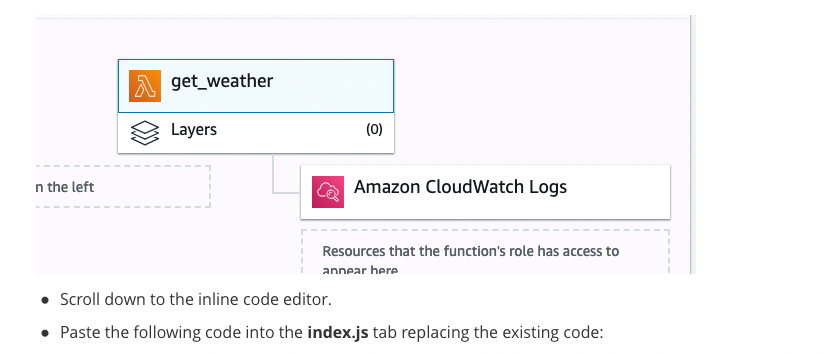 get_weather
Layers (0)
n the left
Amazon CloudWatch Logs
Resources that the function's role has access to
appear here
• Scroll down to the inline code editor.
• Paste the following code into the index.js tab replacing the existing code: